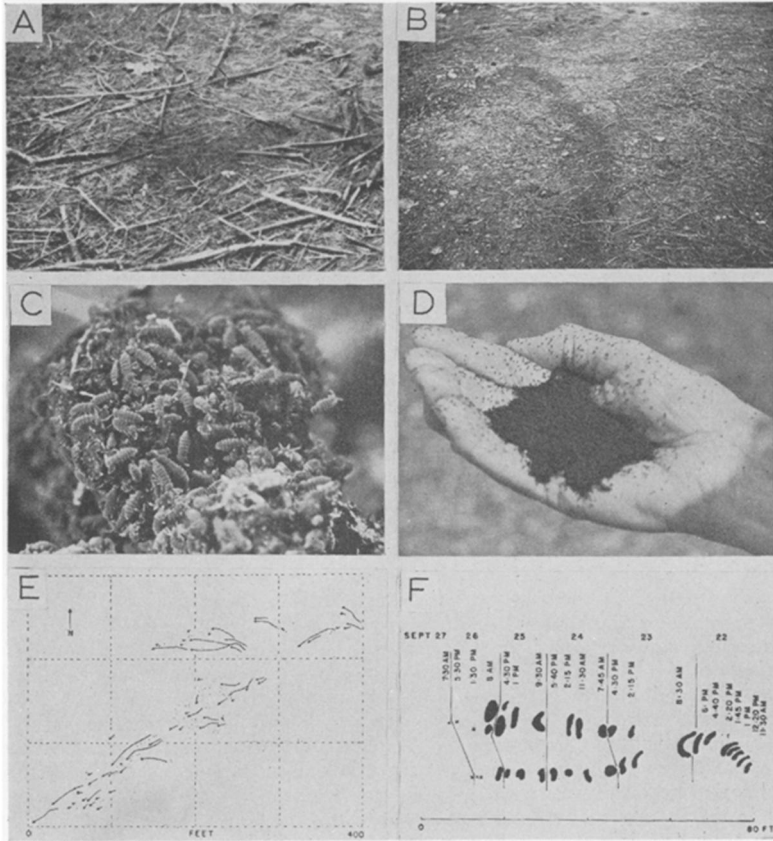 A
B
C
D
E
N
FEET
400
F
SEPT 27 26 25 24 23 22
7:30 AM
5:30 PM
1:30 PM
8 AM
4:30 PM
1 PM
9:30 AM
5:40 PM
2:15 PM
11:30 AM
7:45 AM
4:30 PM
2:15 PM
8:30 AM
5 PM
4:40 PM
2:20 PM
1:45 PM
1 PM
12:20 PM
11:30 AM
0
80 FT